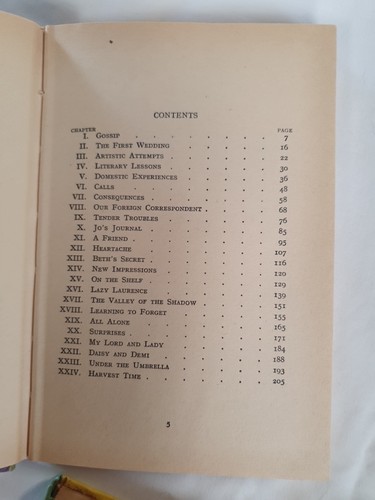 CONTENTS
CHAPTER PAGE
I. Gossip . . . . . . . . 7
II. The First Wedding . . . . . 16
III. Artistic Attempts . . . . . . 22
IV. Literary Lessons . . . . . . 30
V. Domestic Experiences . . . . . 36
VI. Calls . . . . . . . . 48
VII. Consequences . . . . . . 58
VIII. Our Foreign Correspondent . . . . 68
IX. Tender Troubles . . . . . . 76
X. Jo's Journal . . . . . . . 85
XI. A Friend . . . . . . . 95
XII. Heartache . . . . . . . 107
XIII. Beth's Secret . . . . . . 116
XIV. New Impressions . . . . . . 120
XV. On the Shelf . . . . . . 129
XVI. Lazy Laurence . . . . . . 139
XVII. The Valley of the Shadow . . . . 151
XVIII. Learning to Forget . . . . . 155
XIX. All Alone . . . . . . . 165
XX. Surprises . . . . . . . 171
XXI. My Lord and Lady . . . . . 184
XXII. Daisy and Demi . . . . . . 188
XXIII. Under the Umbrella . . . . . 193
XXIV. Harvest Time . . . . . . 205
5